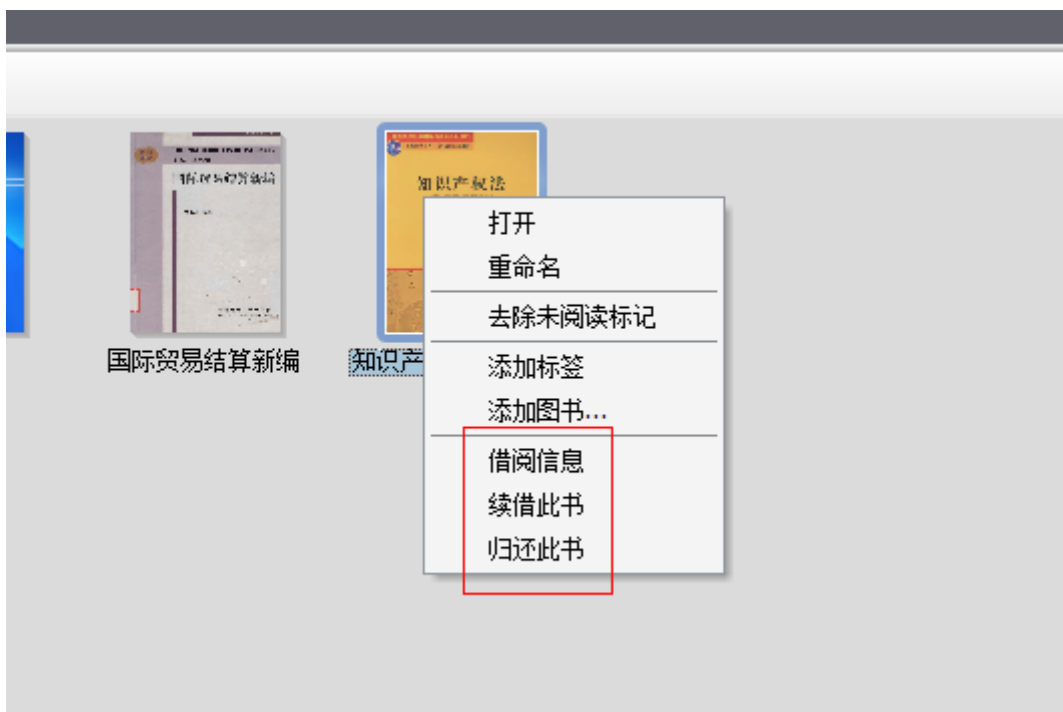 知识产权法
打开
重命名
去除未阅读标记
国际贸易结算新编
知识产
添加标签
添加图书...
借阅信息
续借此书
归还此书